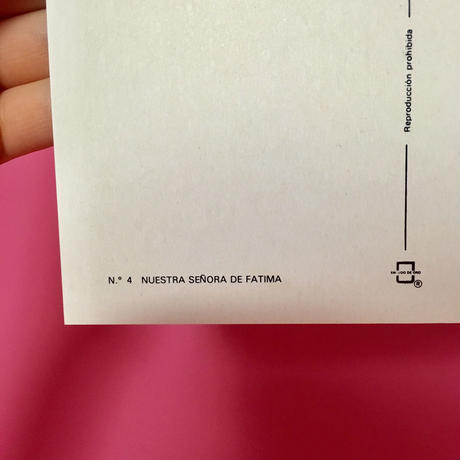 Reproducción prohibida
N.° 4 NUESTRA SEÑORA DE FATIMA
®